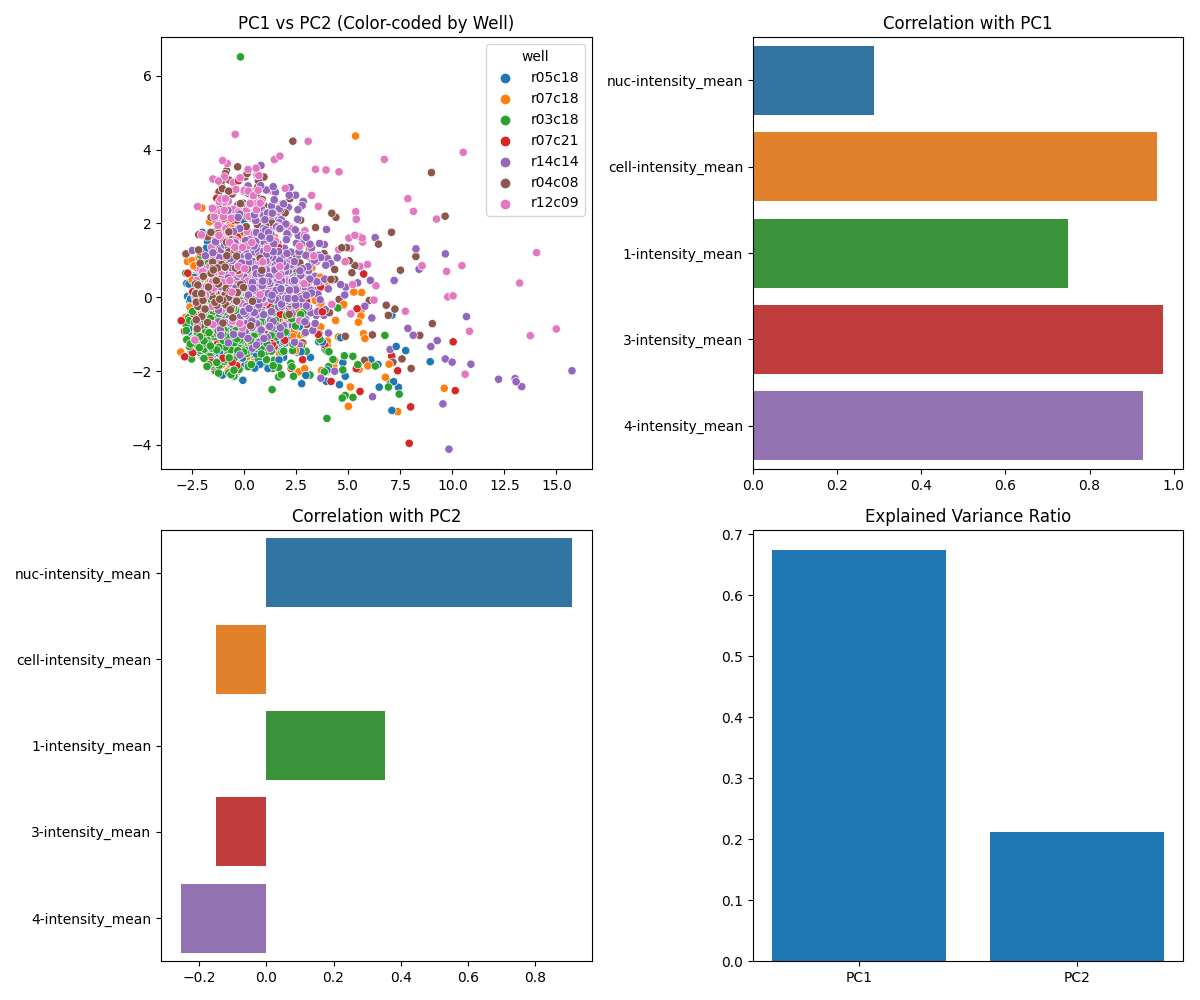 PC1 vs PC2 (Color-coded by Well)
6
4
2
0
−2
−4
−2.5 0.0 2.5 5.0 7.5 10.0 12.5 15.0
well
r05c18
r07c18
r03c18
r07c21
r14c14
r04c08
r12c09
Correlation with PC1
nuc-intensity_mean
cell-intensity_mean
1-intensity_mean
3-intensity_mean
4-intensity_mean
0.0 0.2 0.4 0.6 0.8 1.0
Correlation with PC2
nuc-intensity_mean
cell-intensity_mean
1-intensity_mean
3-intensity_mean
4-intensity_mean
−0.2 0.0 0.2 0.4 0.6 0.8
Explained Variance Ratio
0.7
0.6
0.5
0.4
0.3
0.2
0.1
0.0
PC1 PC2